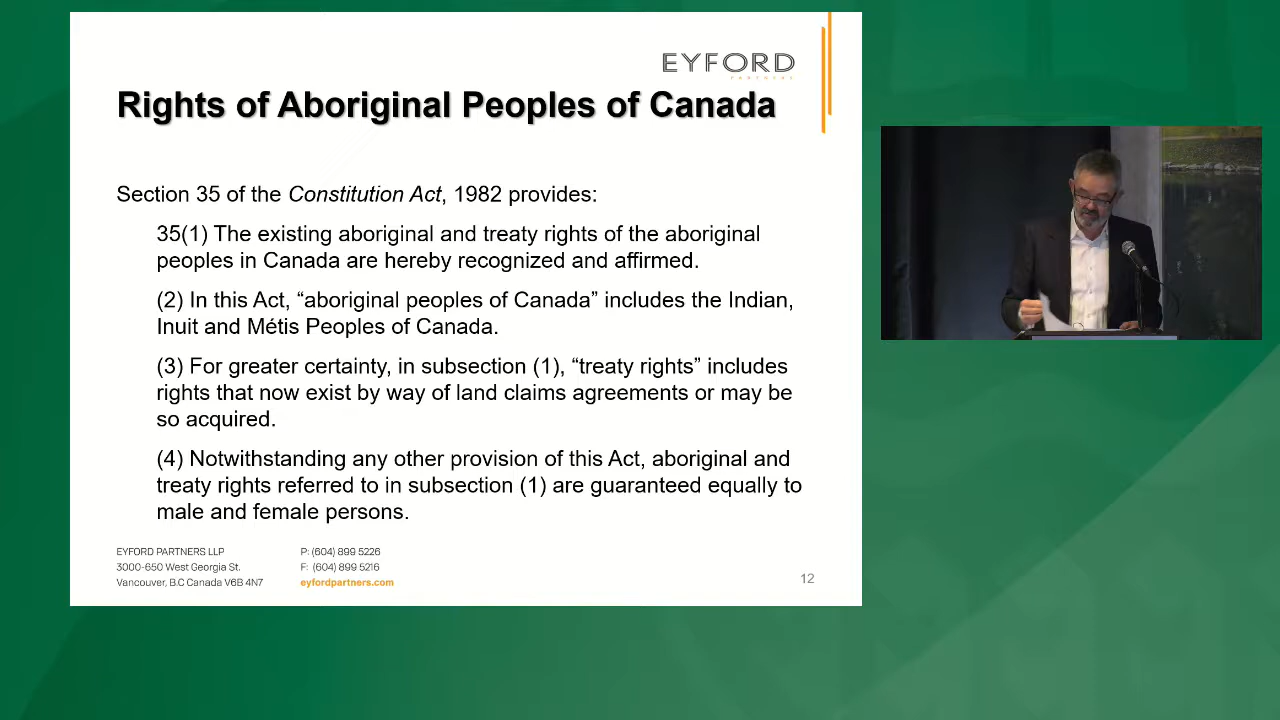 EYFORD
PARTNERS
Rights of Aboriginal Peoples of Canada
Section 35 of the Constitution Act, 1982 provides:
35(1) The existing aboriginal and treaty rights of the aboriginal
peoples in Canada are hereby recognized and affirmed.
(2) In this Act, “aboriginal peoples of Canada” includes the Indian,
Inuit and Métis Peoples of Canada.
(3) For greater certainty, in subsection (1), “treaty rights” includes
rights that now exist by way of land claims agreements or may be
so acquired.
(4) Notwithstanding any other provision of this Act, aboriginal and
treaty rights referred to in subsection (1) are guaranteed equally to
male and female persons.
EYFORD PARTNERS LLP
3000-650 West Georgia St.
Vancouver, B.C Canada V6B 4N7
P: (604) 899 5226
F: (604) 899 5216
eyfordpartners.com
12